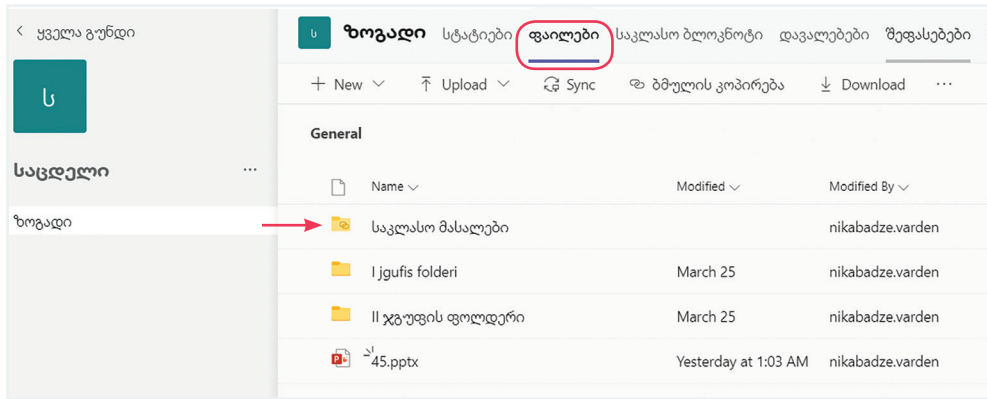 ყველა გუნდი
ს
საცდელი ...
ზოგადი
ს ზოგადი სტატიები ფაილები საკლასო ბლოკნოტი დავალებები შეფასებები
New Upload Sync ბმულის კოპირება Download ...
General
Name Modified Modified By
საკლასო მასალები nikabadze.varden
I jgufis folderi March 25 nikabadze.varden
II ჯგუფის ფოლდერი March 25 nikabadze.varden
45.pptx Yesterday at 1:03 AM nikabadze.varden